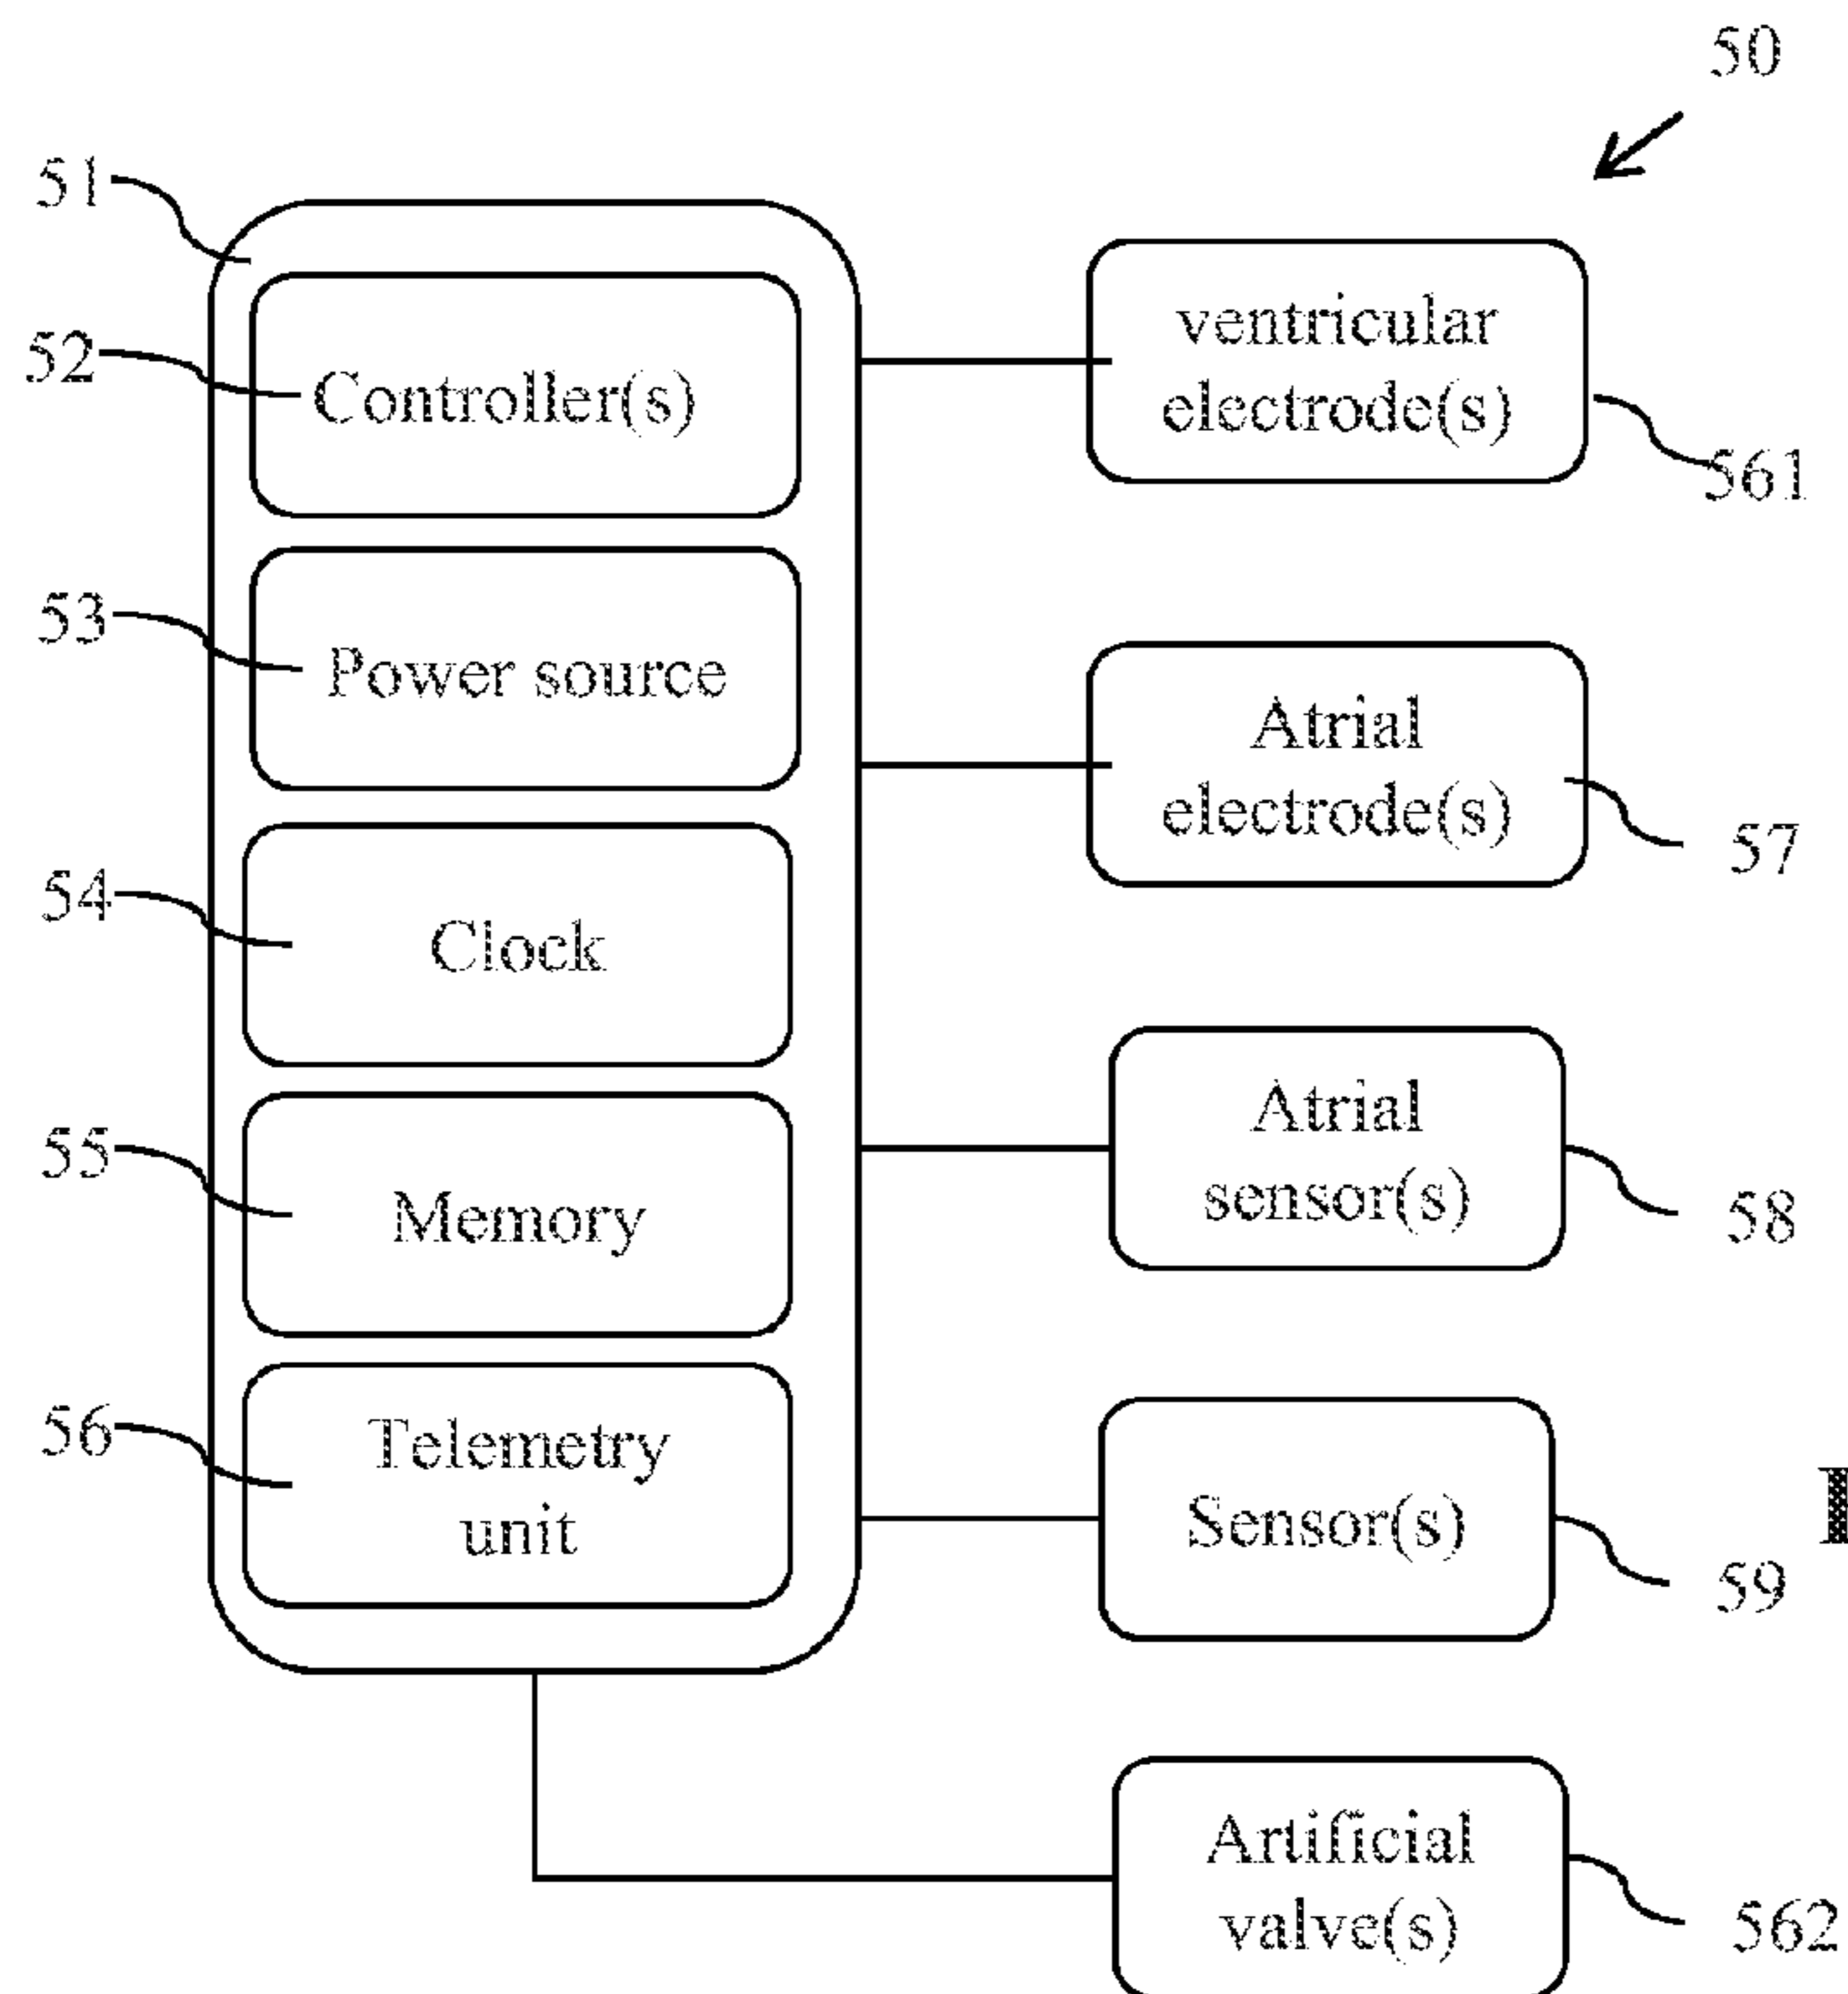 50
51
52
Controller(s)
53
Power source
54
Clock
55
Memory
56
Telemetry
unit
ventricular
electrode(s)
561
Atrial
electrode(s)
57
Atrial
sensor(s)
58
Sensor(s)
59
Artificial
valve(s)
562